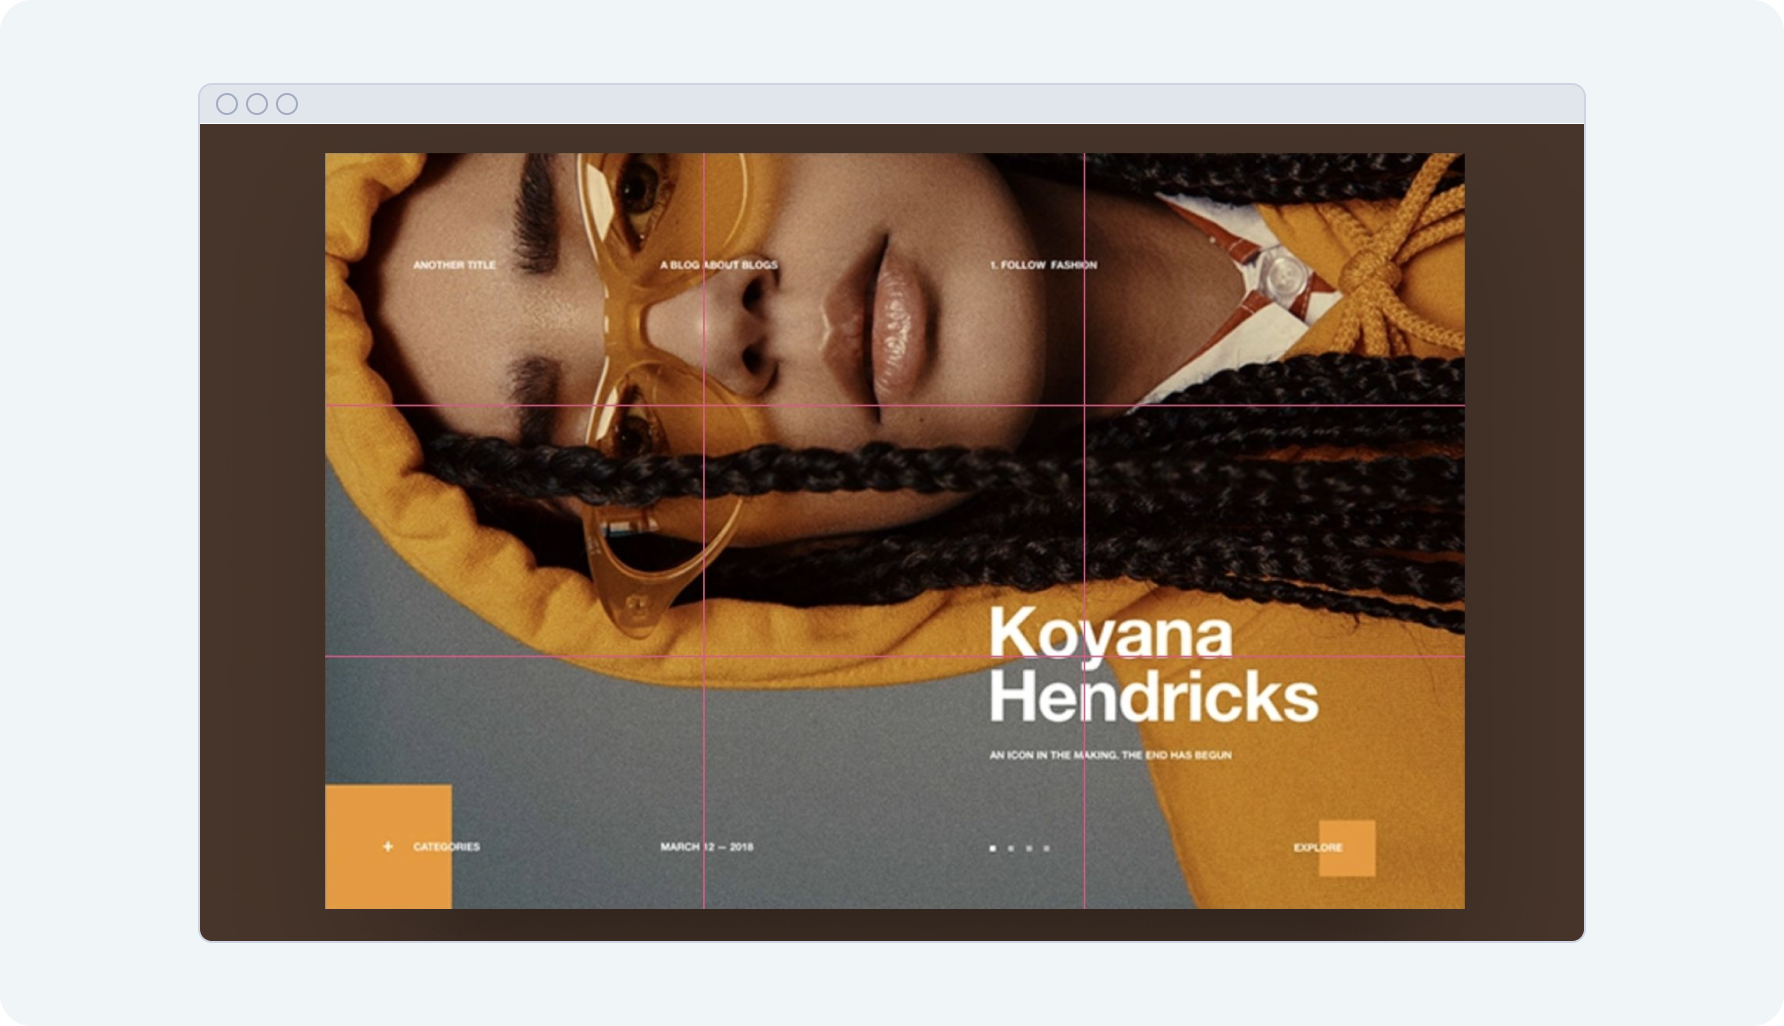 ANOTHER TITLE
A BLOG ABOUT BLOGS
1. FOLLOW FASHION
Koyana
Hendricks
AN ICON IN THE MAKING. THE END HAS BEGUN
+ CATEGORIES
MARCH 12 — 2018
EXPLORE